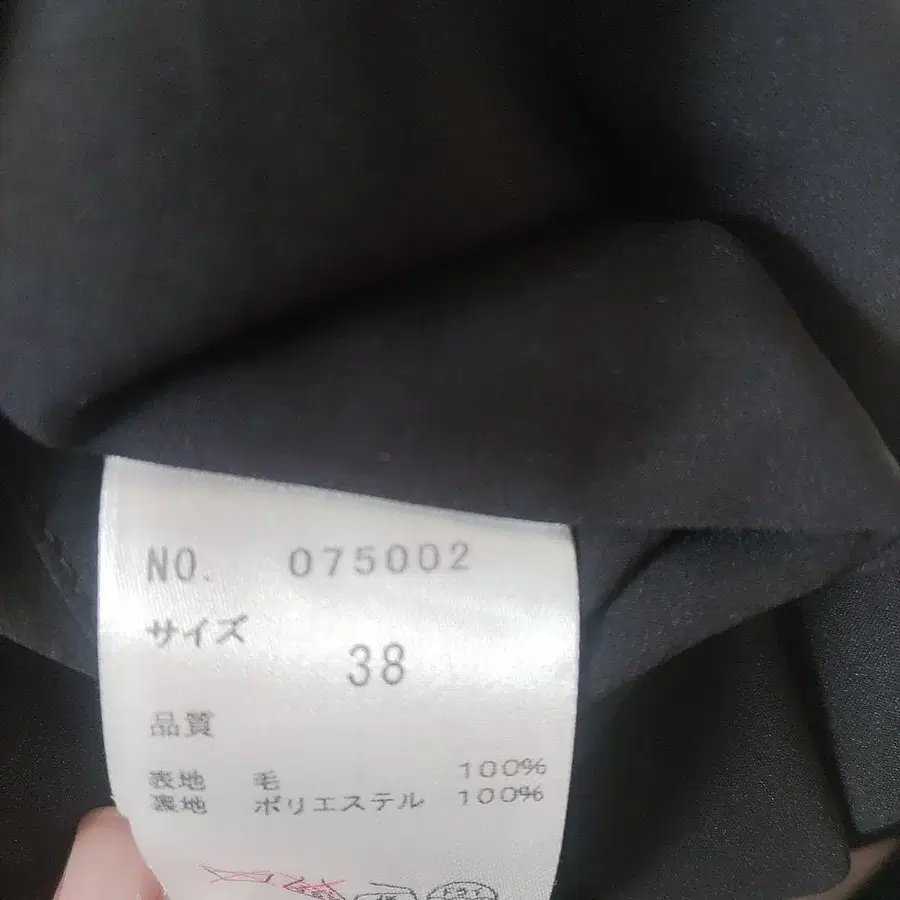 NO. 075002
サイズ
38
品質
表地 毛 100%
裏地 ポリエステル 100%